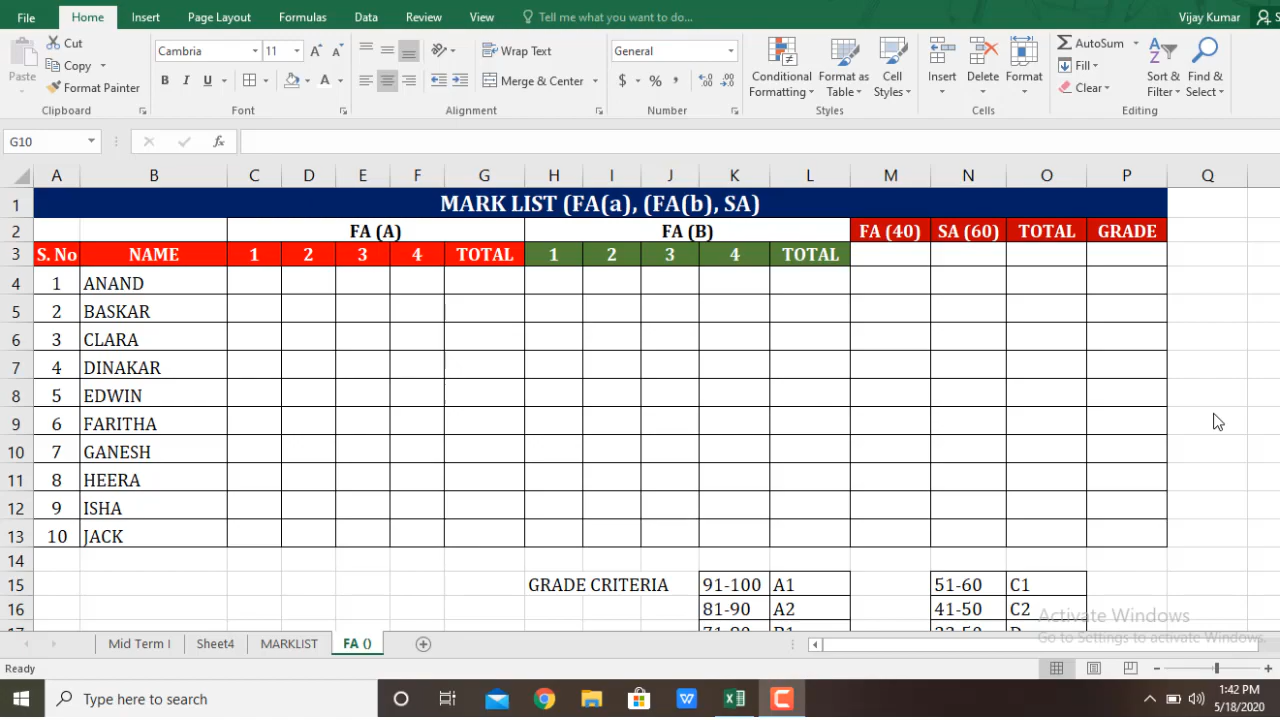 File Home Insert Page Layout Formulas Data Review View Tell me what you want to do... Vijay Kumar
Paste Cut Copy Format Painter Clipboard
Cambria 11 B I U A Font
Wrap Text Merge & Center Alignment
General $ % , Number
Conditional Formatting Format as Table Cell Styles Styles
Insert Delete Format Cells
AutoSum Fill Clear Sort & Filter Find & Select Editing
G10 fx
A B C D E F G H I J K L M N O P Q
1 MARK LIST (FA(a), (FA(b), SA)
2 FA (A) FA (B) FA (40) SA (60) TOTAL GRADE
3 S. No NAME 1 2 3 4 TOTAL 1 2 3 4 TOTAL
4 1 ANAND
5 2 BASKAR
6 3 CLARA
7 4 DINAKAR
8 5 EDWIN
9 6 FARITHA
10 7 GANESH
11 8 HEERA
12 9 ISHA
13 10 JACK
14
15 GRADE CRITERIA 91-100 A1 51-60 C1
16 81-90 A2 41-50 C2
Activate Windows
Go to Settings to activate Windows.
Mid Term I Sheet4 MARKLIST FA ()
Ready
Type here to search
1:42 PM
5/18/2020